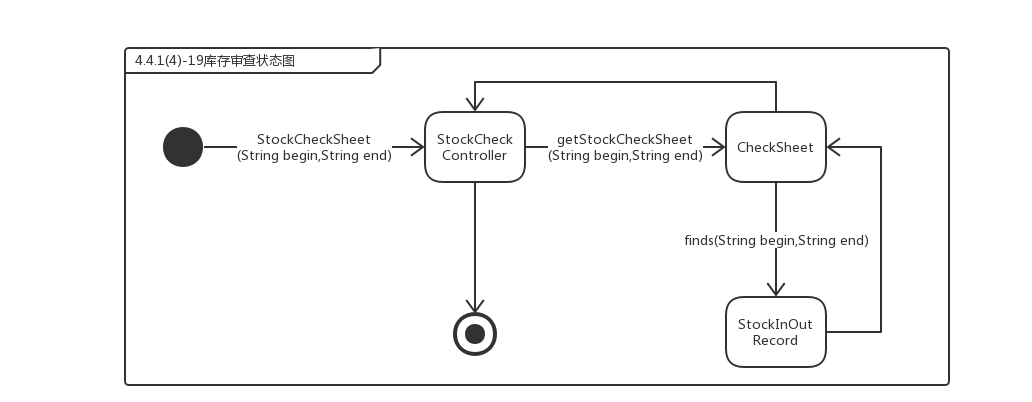 4.4.1(4)-19库存审查状态图
StockCheckSheet
(String begin,String end)
StockCheck
Controller
getStockCheckSheet
(String begin,String end)
CheckSheet
finds(String begin,String end)
StockInOut
Record